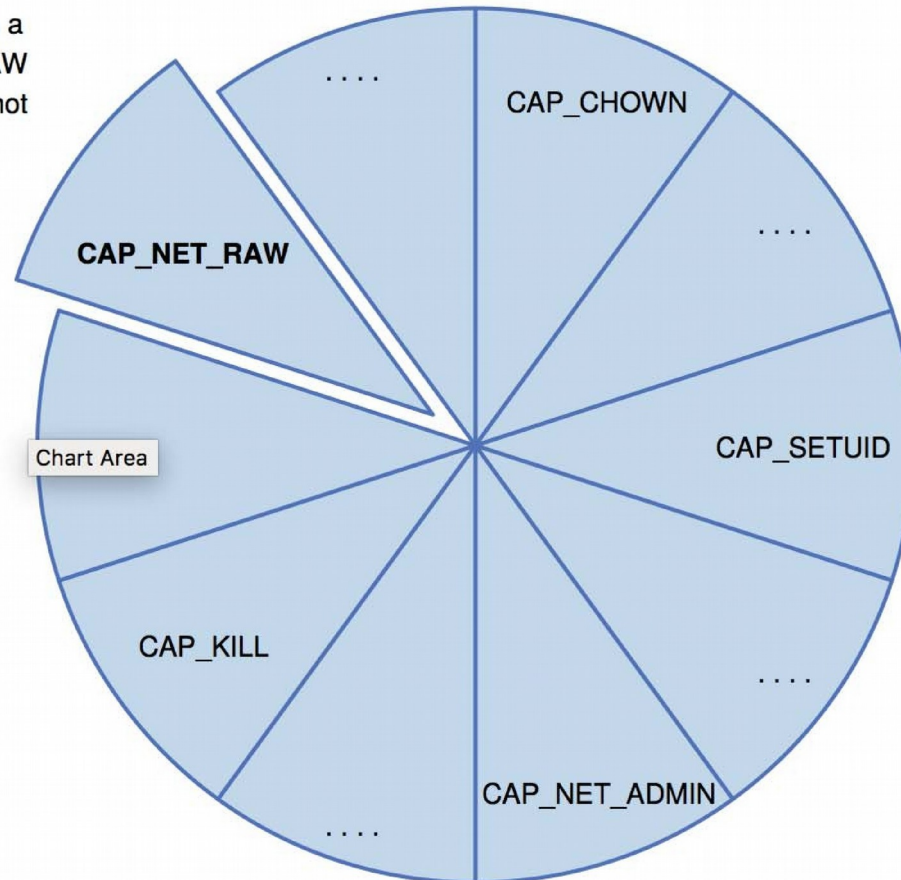 a
AW
not
. . . .
CAP_CHOWN
. . . .
CAP_NET_RAW
CAP_SETUID
Chart Area
CAP_KILL
. . . .
CAP_NET_ADMIN
. . . .